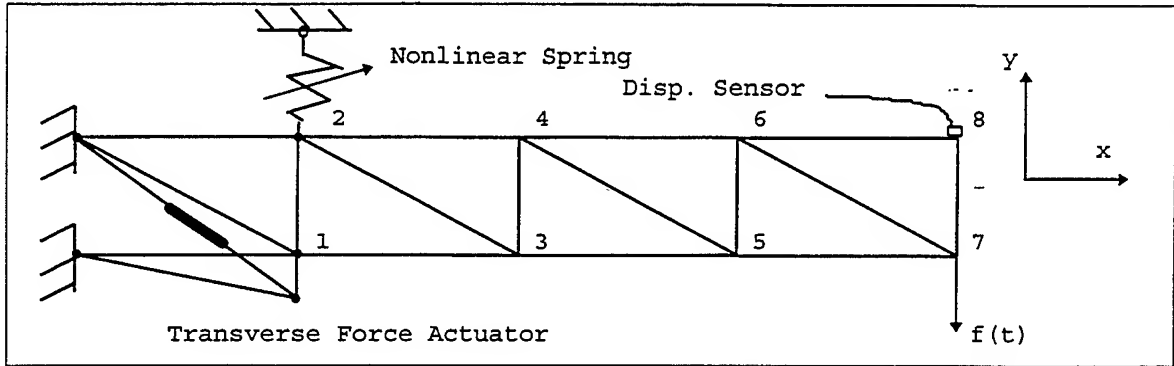 Nonlinear Spring
y
Disp. Sensor
2
4
6
8
x
1
3
5
7
Transverse Force Actuator
f(t)